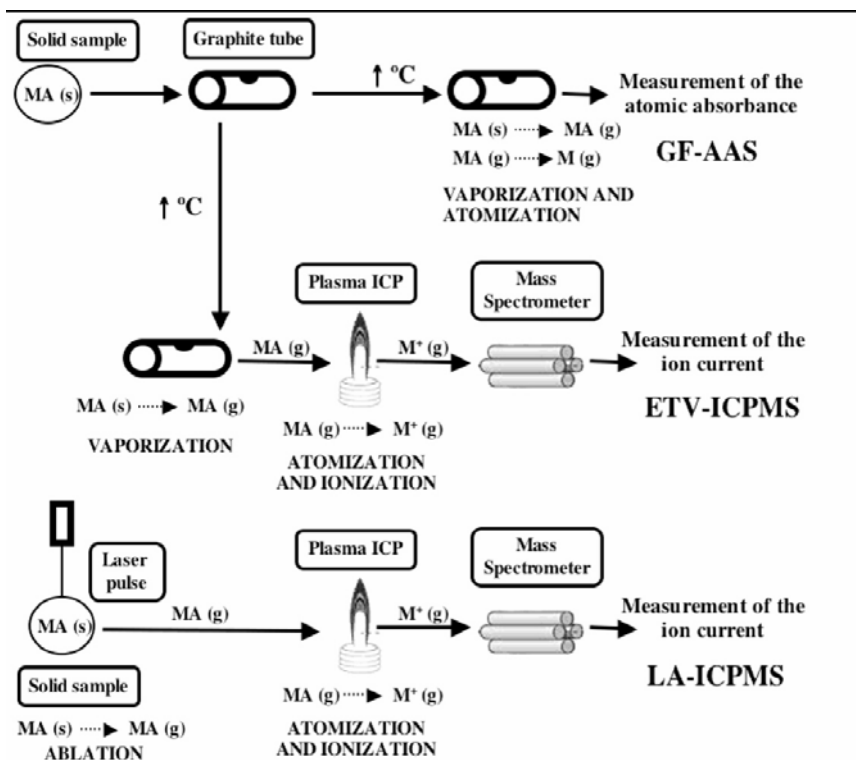 Solid sample
Graphite tube
MA (s)
↑ ºC
Measurement of the
atomic absorbance
GF-AAS
MA (s) ┈▶ MA (g)
MA (g) ┈▶ M (g)
VAPORIZATION AND
ATOMIZATION
↑ ºC
Plasma ICP
Mass
Spectrometer
MA (g)
M⁺ (g)
Measurement of the
ion current
ETV-ICPMS
MA (s) ┈▶ MA (g)
VAPORIZATION
MA (g) ┈▶ M⁺ (g)
ATOMIZATION
AND IONIZATION
Laser
pulse
Plasma ICP
Mass
Spectrometer
MA (s)
MA (g)
M⁺ (g)
Measurement of the
ion current
LA-ICPMS
Solid sample
MA (s) ┈▶ MA (g)
ABLATION
MA (g) ┈▶ M⁺ (g)
ATOMIZATION
AND IONIZATION